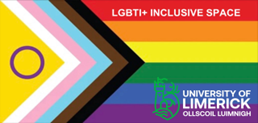 LGBTI+ INCLUSIVE SPACE
UNIVERSITY OF
LIMERICK
OLLSCOIL LUIMNIGH